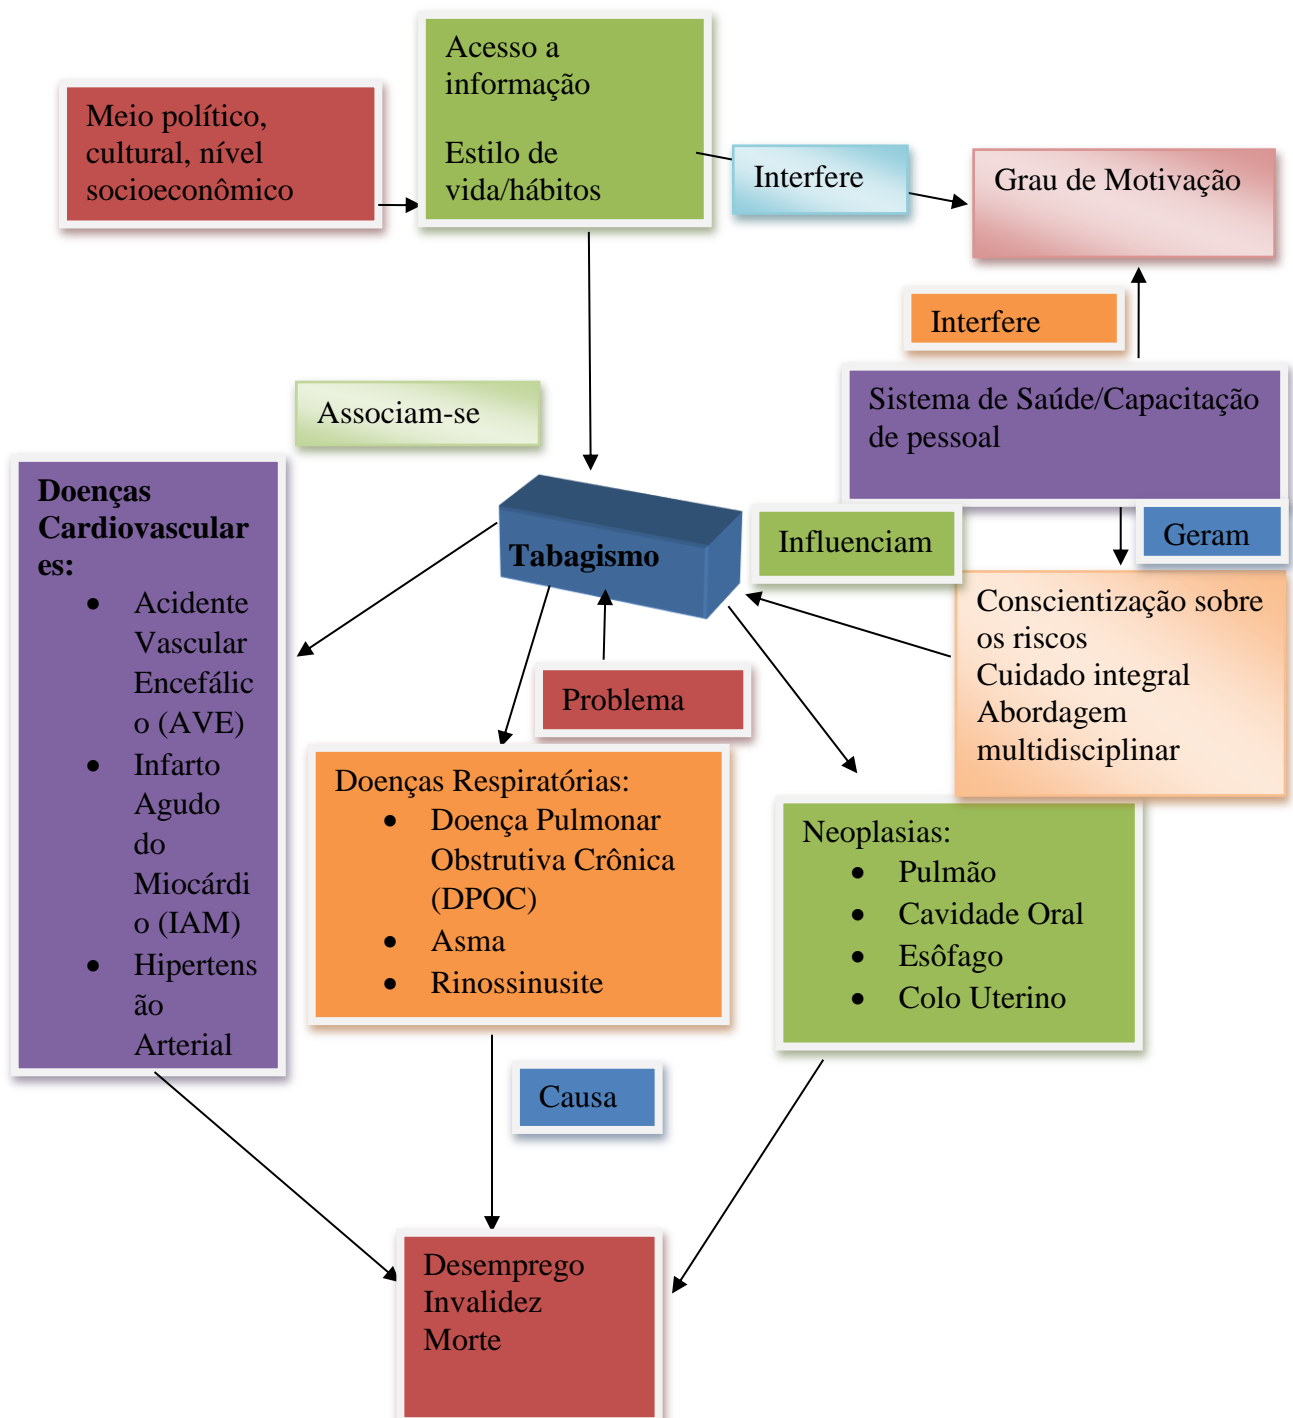 Acesso a
informação
Estilo de
vida/hábitos
Meio político,
cultural, nível
socioeconômico
Interfere
Grau de Motivação
Interfere
Sistema de Saúde/Capacitação
de pessoal
Associam-se
Doenças
Cardiovascular
es:
• Acidente
Vascular
Encefálic
o (AVE)
• Infarto
Agudo
do
Miocárdi
o (IAM)
• Hipertens
ão
Arterial
Tabagismo
Influenciam
Geram
Conscientização sobre
os riscos
Cuidado integral
Abordagem
multidisciplinar
Problema
Doenças Respiratórias:
• Doença Pulmonar
Obstrutiva Crônica
(DPOC)
• Asma
• Rinossinusite
Neoplasias:
• Pulmão
• Cavidade Oral
• Esôfago
• Colo Uterino
Causa
Desemprego
Invalidez
Morte